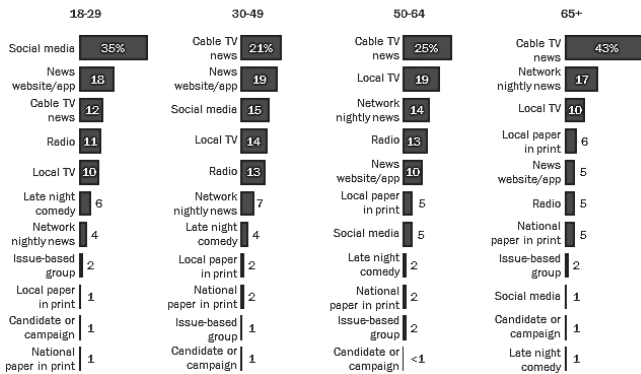 18-29
Social media 35%
News
website/app 18
Cable TV
news 12
Radio 11
Local TV 10
Late night
comedy 6
Network
nightly news 4
Issue-based
group 2
Local paper
in print 1
Candidate or
campaign 1
National
paper in print 1
30-49
Cable TV
news 21%
News
website/app 19
Social media 15
Local TV 14
Radio 13
Network
nightly news 7
Late night
comedy 4
Local paper
in print 2
National
paper in print 2
Issue-based
group 1
Candidate or
campaign 1
50-64
Cable TV
news 25%
Local TV 19
Network
nightly news 14
Radio 13
News
website/app 10
Local paper
in print 5
Social media 5
Late night
comedy 2
National
paper in print 2
Issue-based
group 2
Candidate or
campaign <1
65+
Cable TV
news 43%
Network
nightly news 17
Local TV 10
Local paper
in print 6
News
website/app 5
Radio 5
National
paper in print 5
Issue-based
group 2
Social media 1
Candidate or
campaign 1
Late night
comedy 1